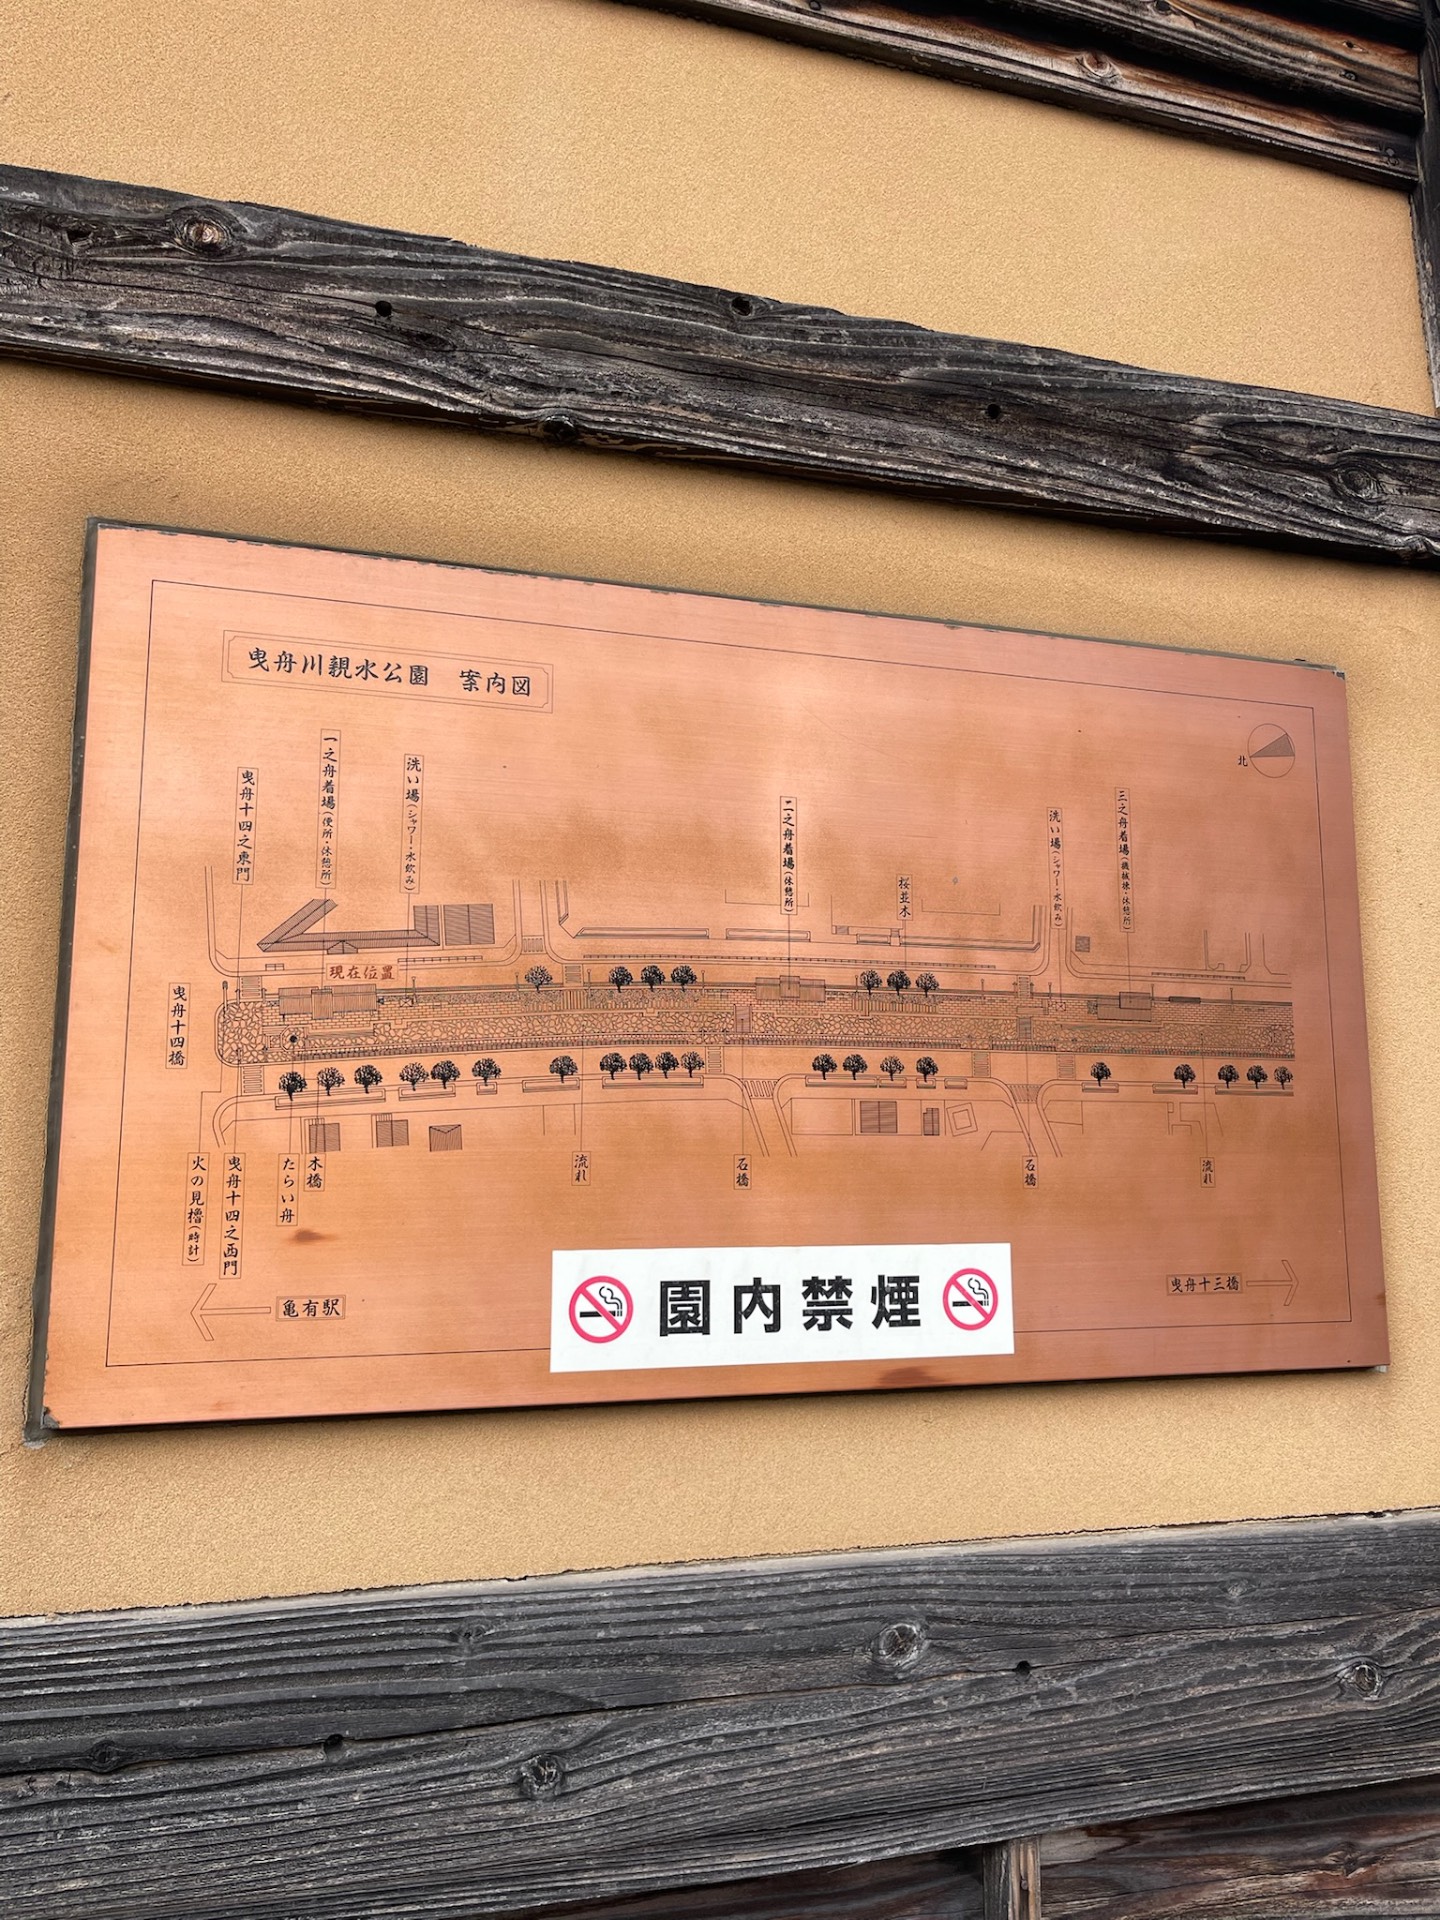 曳舟川親水公園 案内図
北
曳舟十四之東門
一之舟着場(便所・休憩所)
洗い場(シャワー・水飲み)
二之舟着場(休憩所)
桜並木
洗い場(シャワー・水飲み)
三之舟着場(機械棟・休憩所)
現在位置
曳舟十四橋
火の見櫓(時計)
曳舟十四之西門
たらい舟
木橋
流れ
石橋
石橋
流れ
亀有駅
曳舟十三橋
園内禁煙